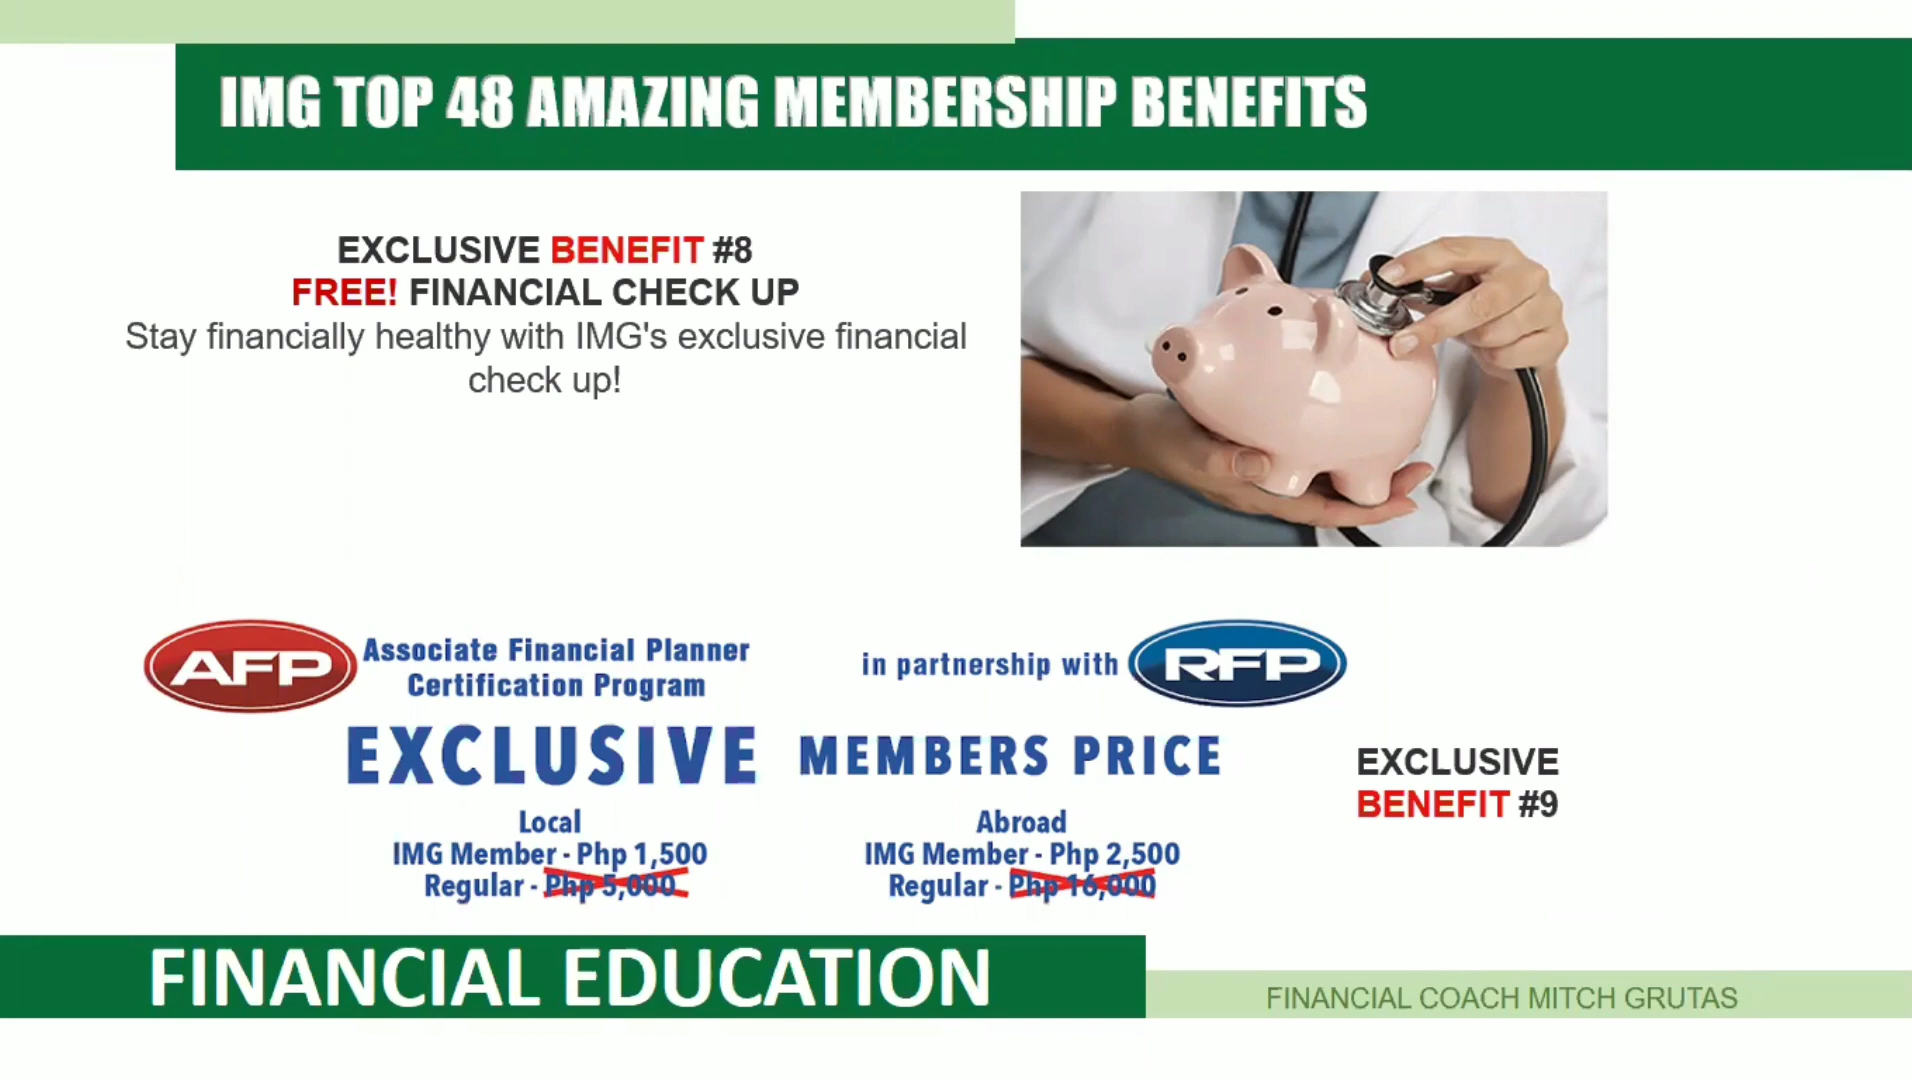 IMG TOP 48 AMAZING MEMBERSHIP BENEFITS
EXCLUSIVE BENEFIT #8
FREE! FINANCIAL CHECK UP
Stay financially healthy with IMG's exclusive financial
check up!
AFP
Associate Financial Planner
Certification Program
in partnership with
RFP
EXCLUSIVE MEMBERS PRICE
Local
IMG Member - Php 1,500
Regular - Php 5,000
Abroad
IMG Member - Php 2,500
Regular - Php 16,000
EXCLUSIVE
BENEFIT #9
FINANCIAL EDUCATION
FINANCIAL COACH MITCH GRUTAS